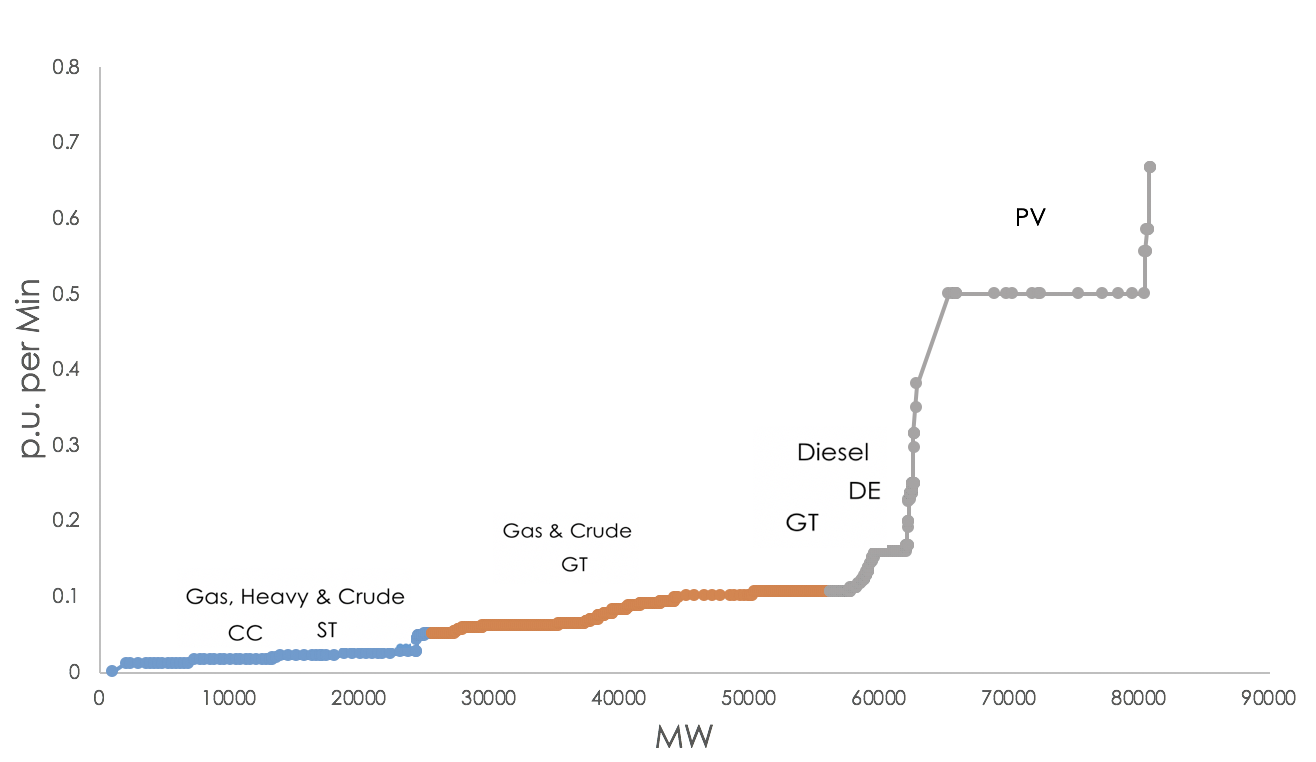 0.8
0.7
0.6
0.5
0.4
0.3
0.2
0.1
0
p.u. per Min
PV
Diesel
DE
GT
Gas & Crude
GT
Gas, Heavy & Crude
CC ST
0 10000 20000 30000 40000 50000 60000 70000 80000 90000
MW